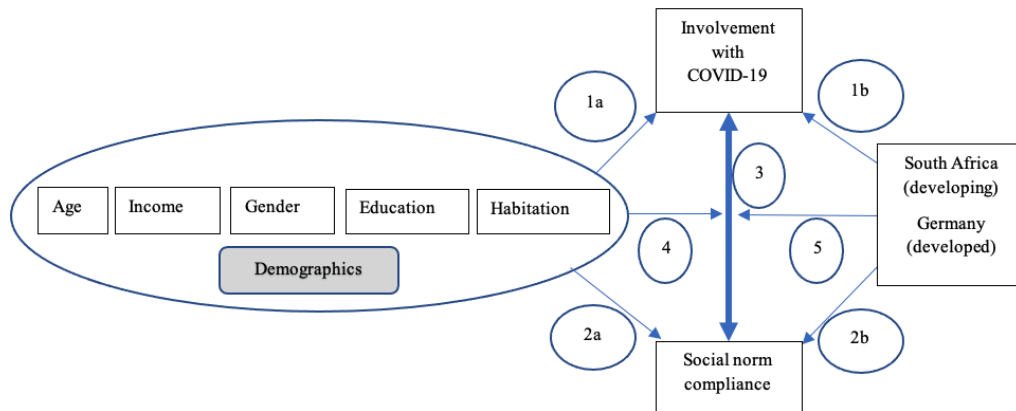 Involvement
with
COVID-19
1a
1b
3
South Africa
(developing)
Germany
(developed)
Age
Income
Gender
Education
Habitation
4
5
Demographics
2a
2b
Social norm
compliance